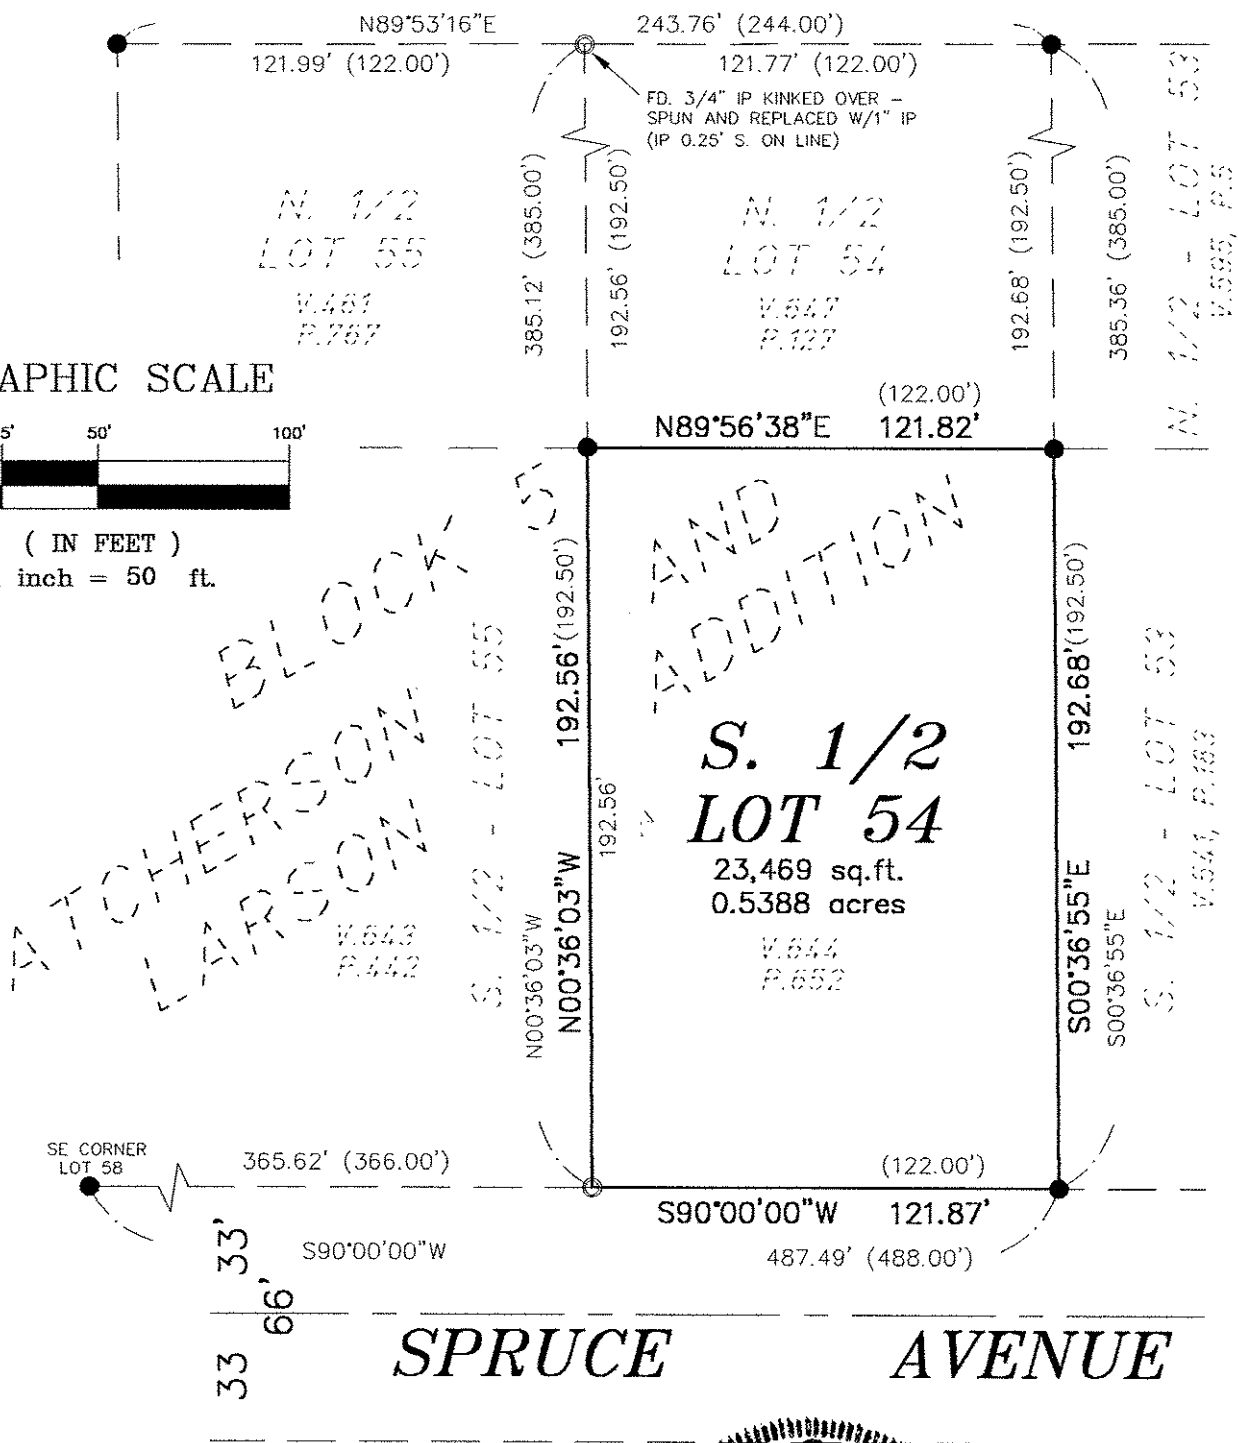 N89°53'16"E 243.76' (244.00')
121.99' (122.00') 121.77' (122.00')
FD. 3/4" IP KINKED OVER –
SPUN AND REPLACED W/1" IP
(IP 0.25' S. ON LINE)
385.12' (385.00')
192.56' (192.50')
192.68' (192.50')
385.36' (385.00')
N. 1/2
LOT 55
V.461
P.767
N. 1/2
LOT 54
V.647
P.127
N. 1/2 - LOT 53
V.595, P.5
APHIC SCALE
5' 50' 100'
( IN FEET )
inch = 50 ft.
(122.00')
N89°56'38"E 121.82'
BLOCK 5
ATCHERSON AND
LARSON ADDITION
S. 1/2 - LOT 55
V.643
P.442
192.56' (192.50')
192.56'
N00°36'03"W
N00°36'03"W
S. 1/2
LOT 54
23,469 sq.ft.
0.5388 acres
V.644
P.652
192.68' (192.50')
S00°36'55"E
S00°36'55"E
S. 1/2 - LOT 53
V.541, P.183
SE CORNER
LOT 58
365.62' (366.00')
(122.00')
S90°00'00"W 121.87'
S90°00'00"W
487.49' (488.00')
33'
66'
33
SPRUCE AVENUE